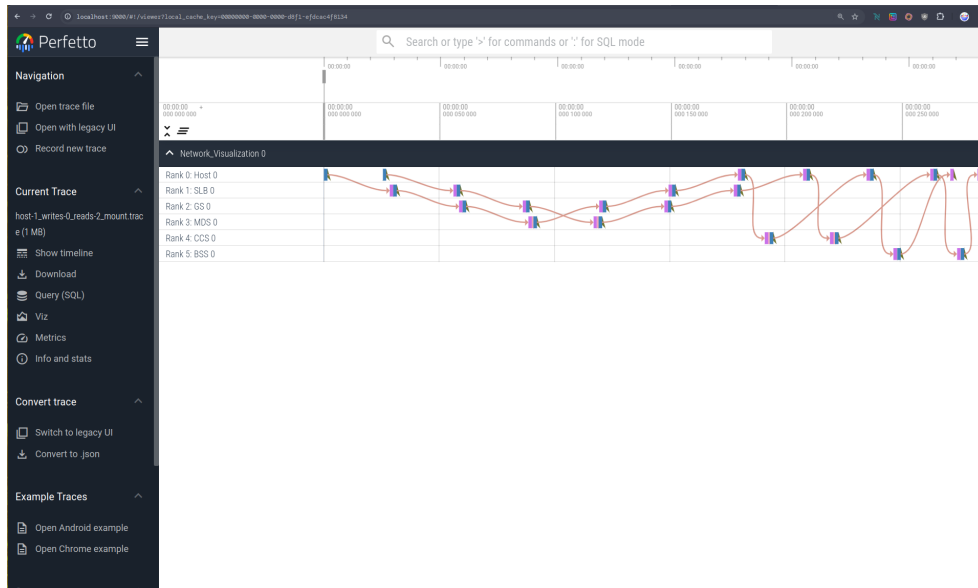 localhost:9000/#!/viewer?local_cache_key=00000000-0000-0000-d8f1-efdcac4f8134
Perfetto
Search or type '>' for commands or ':' for SQL mode
Navigation
Open trace file
Open with legacy UI
Record new trace
Current Trace
host-1_writes-0_reads-2_mount.trac
e (1 MB)
Show timeline
Download
Query (SQL)
Viz
Metrics
Info and stats
Convert trace
Switch to legacy UI
Convert to .json
Example Traces
Open Android example
Open Chrome example
00:00:00 00:00:00 00:00:00 00:00:00 00:00:00 00:00:00
00:00:00 + 00:00:00 00:00:00 00:00:00 00:00:00 00:00:00 00:00:00
000 000 000 000 000 000 000 050 000 000 100 000 000 150 000 000 200 000 000 250 000
Network_Visualization 0
Rank 0: Host 0
Rank 1: SLB 0
Rank 2: GS 0
Rank 3: MDS 0
Rank 4: CCS 0
Rank 5: BSS 0